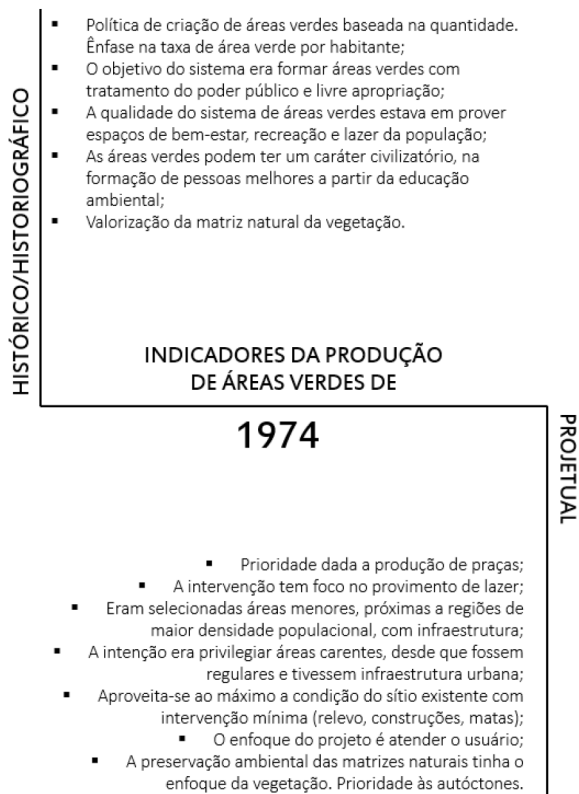 ▪ Política de criação de áreas verdes baseada na quantidade.
Ênfase na taxa de área verde por habitante;
▪ O objetivo do sistema era formar áreas verdes com
tratamento do poder público e livre apropriação;
▪ A qualidade do sistema de áreas verdes estava em prover
espaços de bem-estar, recreação e lazer da população;
▪ As áreas verdes podem ter um caráter civilizatório, na
formação de pessoas melhores a partir da educação
ambiental;
▪ Valorização da matriz natural da vegetação.
HISTÓRICO/HISTORIOGRÁFICO
INDICADORES DA PRODUÇÃO
DE ÁREAS VERDES DE
1974
PROJETUAL
▪ Prioridade dada a produção de praças;
▪ A intervenção tem foco no provimento de lazer;
▪ Eram selecionadas áreas menores, próximas a regiões de
maior densidade populacional, com infraestrutura;
▪ A intenção era privilegiar áreas carentes, desde que fossem
regulares e tivessem infraestrutura urbana;
▪ Aproveita-se ao máximo a condição do sítio existente com
intervenção mínima (relevo, construções, matas);
▪ O enfoque do projeto é atender o usuário;
▪ A preservação ambiental das matrizes naturais tinha o
enfoque da vegetação. Prioridade às autóctones.